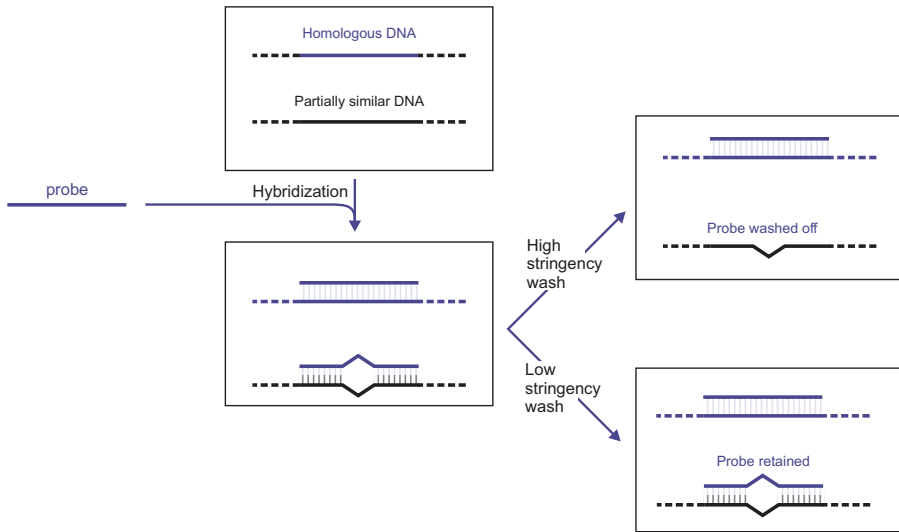 Homologous DNA
Partially similar DNA
probe
Hybridization
High
stringency
wash
Probe washed off
Low
stringency
wash
Probe retained